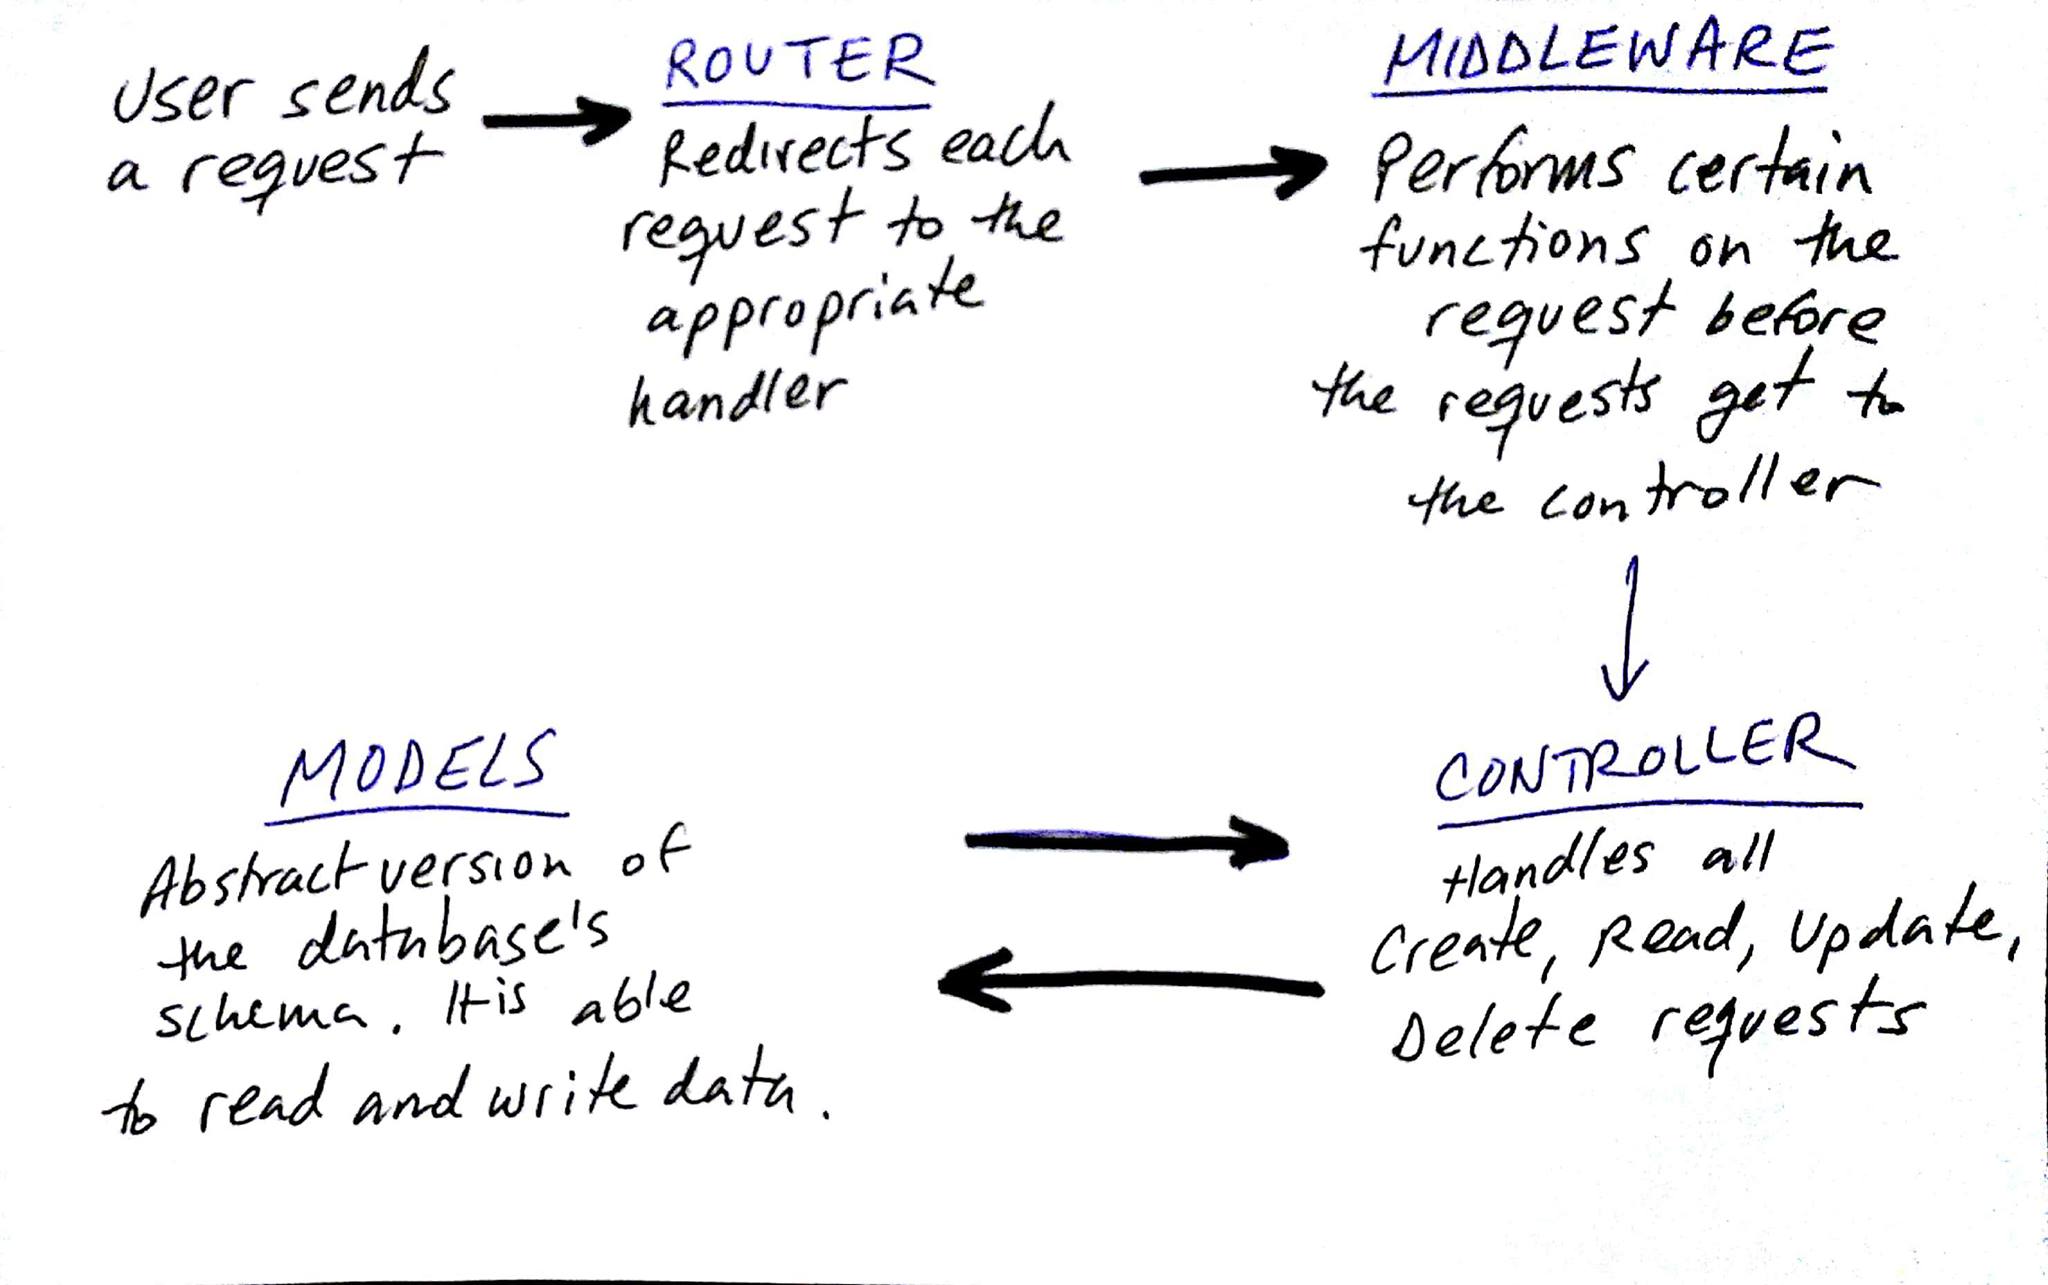 User sends
a request
ROUTER
Redirects each
request to the
appropriate
handler
MIDDLEWARE
Performs certain
functions on the
request before
the requests get to
the controller
MODELS
Abstract version of
the database's
schema. It is able
to read and write data.
CONTROLLER
Handles all
Create, Read, Update,
Delete requests